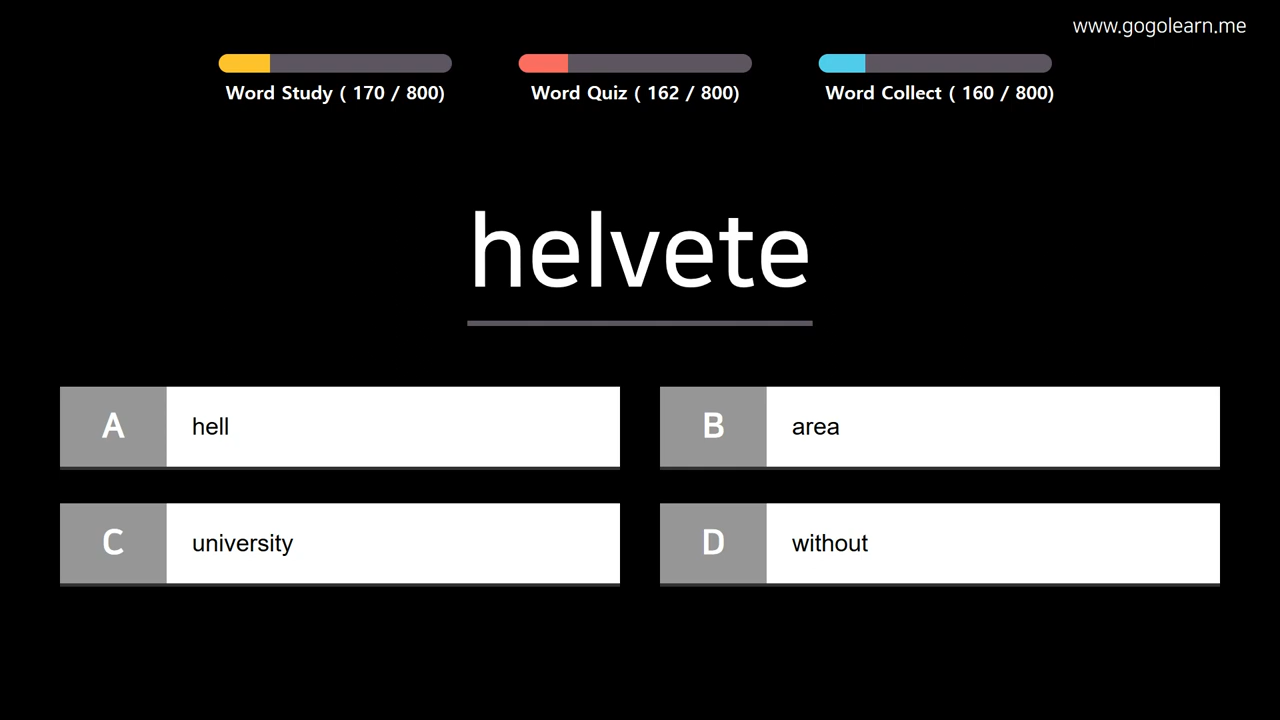 www.gogolearn.me
Word Study ( 170 / 800)
Word Quiz ( 162 / 800)
Word Collect ( 160 / 800)
helvete
A hell
B area
C university
D without